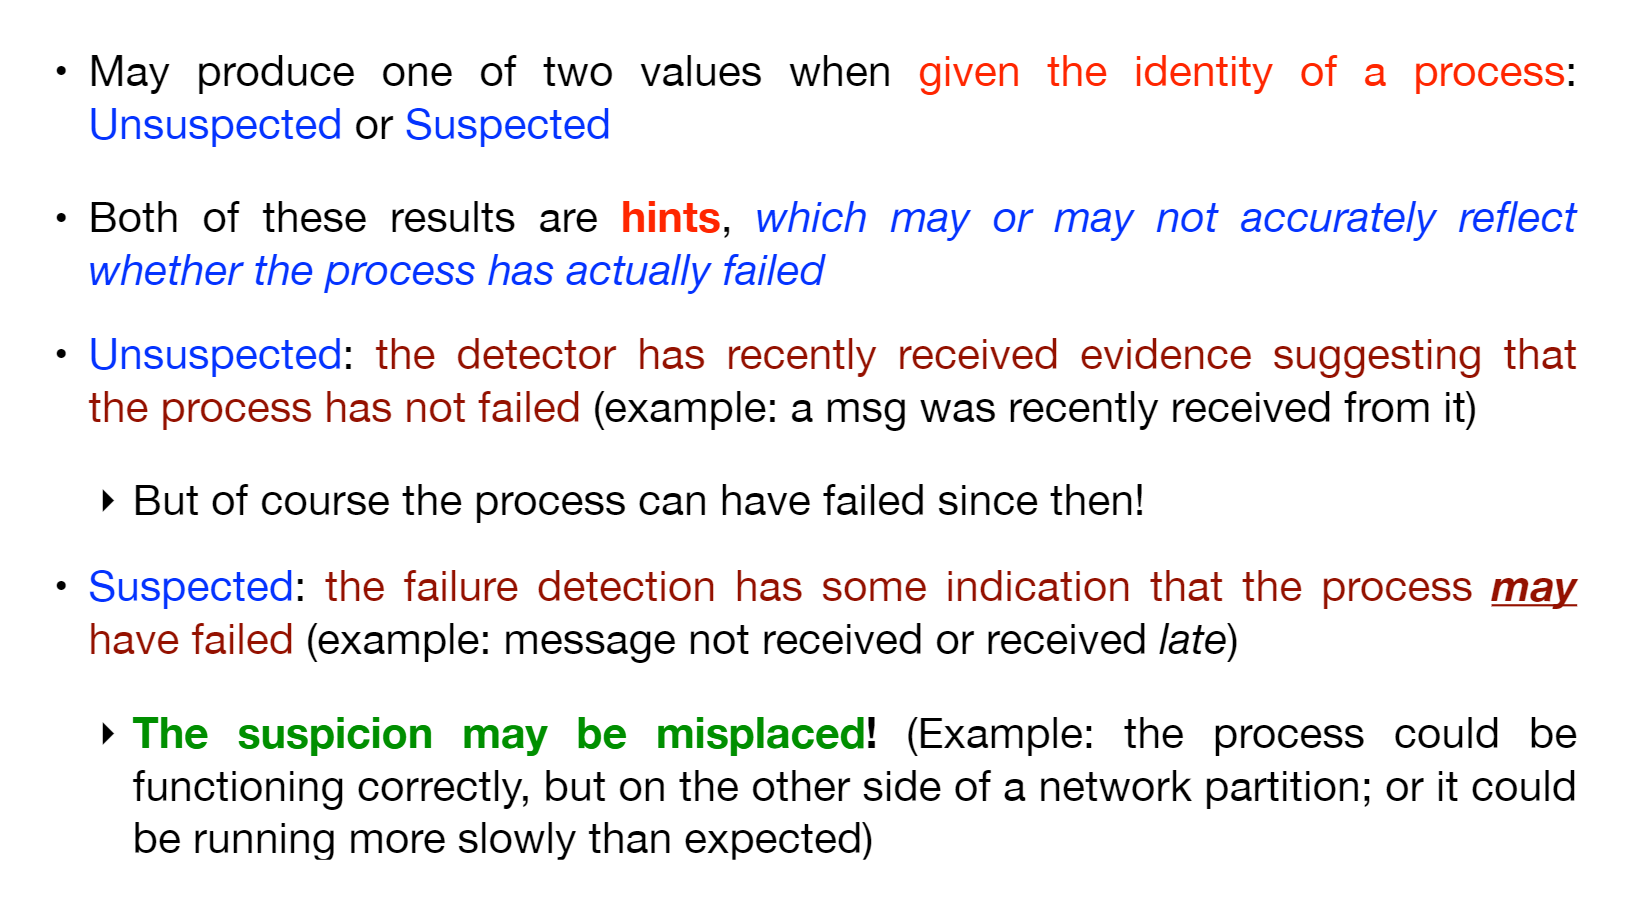 • May produce one of two values when given the identity of a process:
Unsuspected or Suspected
• Both of these results are hints, which may or may not accurately reflect
whether the process has actually failed
• Unsuspected: the detector has recently received evidence suggesting that
the process has not failed (example: a msg was recently received from it)
‣ But of course the process can have failed since then!
• Suspected: the failure detection has some indication that the process may
have failed (example: message not received or received late)
‣ The suspicion may be misplaced! (Example: the process could be
functioning correctly, but on the other side of a network partition; or it could
be running more slowly than expected)